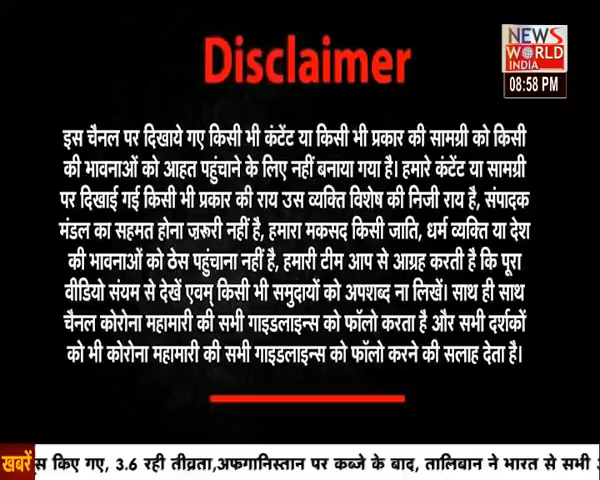 Disclaimer
NEWS
WORLD
INDIA
08:58 PM
इस चैनल पर दिखाये गए किसी भी कंटेंट या किसी भी प्रकार की सामग्री को किसी
की भावनाओं को आहत पहुंचाने के लिए नहीं बनाया गया है। हमारे कंटेंट या सामग्री
पर दिखाई गई किसी भी प्रकार की राय उस व्यक्ति विशेष की निजी राय है, संपादक
मंडल का सहमत होना ज़रूरी नहीं है, हमारा मकसद किसी जाति, धर्म व्यक्ति या देश
की भावनाओं को ठेस पहुंचाना नहीं है, हमारी टीम आप से आग्रह करती है कि पूरा
वीडियो संयम से देखें एवम् किसी भी समुदायों को अपशब्द ना लिखें। साथ ही साथ
चैनल कोरोना महामारी की सभी गाइडलाइन्स को फॉलो करता है और सभी दर्शकों
को भी कोरोना महामारी की सभी गाइडलाइन्स को फॉलो करने की सलाह देता है।
खबरें स किए गए, 3.6 रही तीव्रता,अफगानिस्तान पर कब्जे के बाद, तालिबान ने भारत से सभी